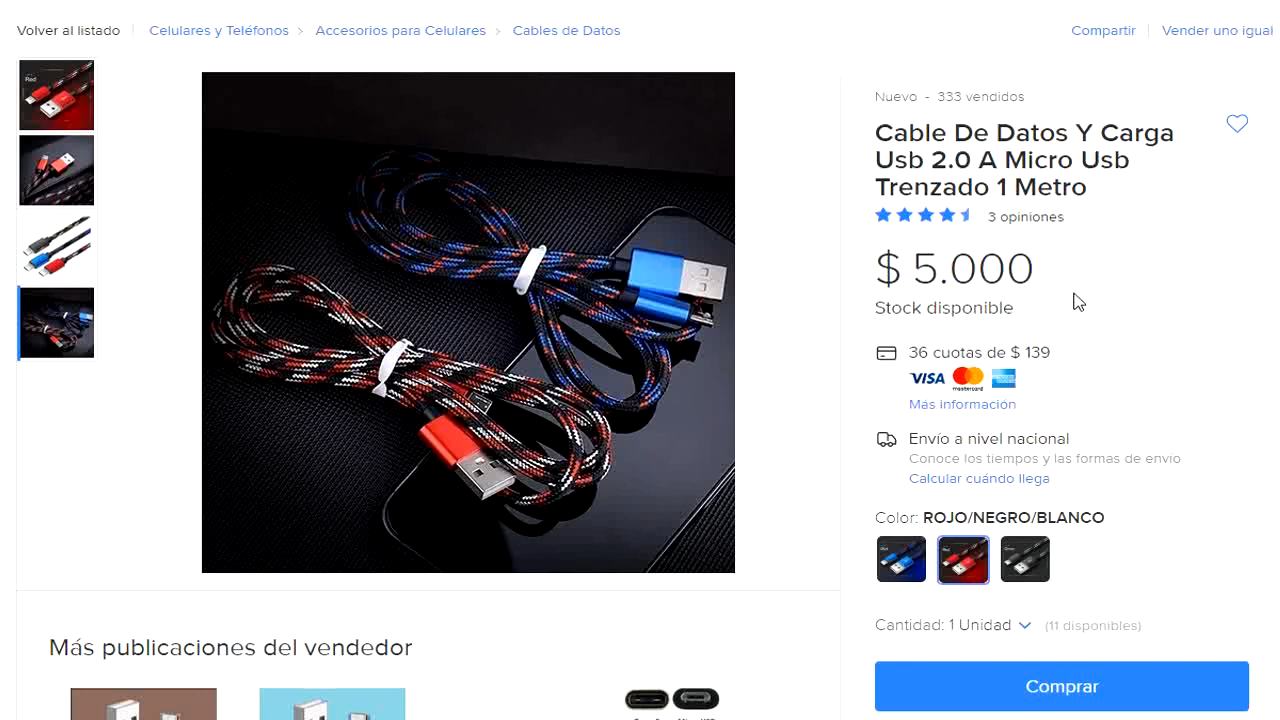 Volver al listado
Celulares y Teléfonos > Accesorios para Celulares > Cables de Datos
Compartir
Vender uno igual
Red
Nuevo - 333 vendidos
Cable De Datos Y Carga
Usb 2.0 A Micro Usb
Trenzado 1 Metro
3 opiniones
$ 5.000
Stock disponible
36 cuotas de $ 139
VISA mastercard
Más información
Envío a nivel nacional
Conoce los tiempos y las formas de envío
Calcular cuándo llega
Color: ROJO/NEGRO/BLANCO
Red
Cantidad: 1 Unidad (11 disponibles)
Comprar
Más publicaciones del vendedor